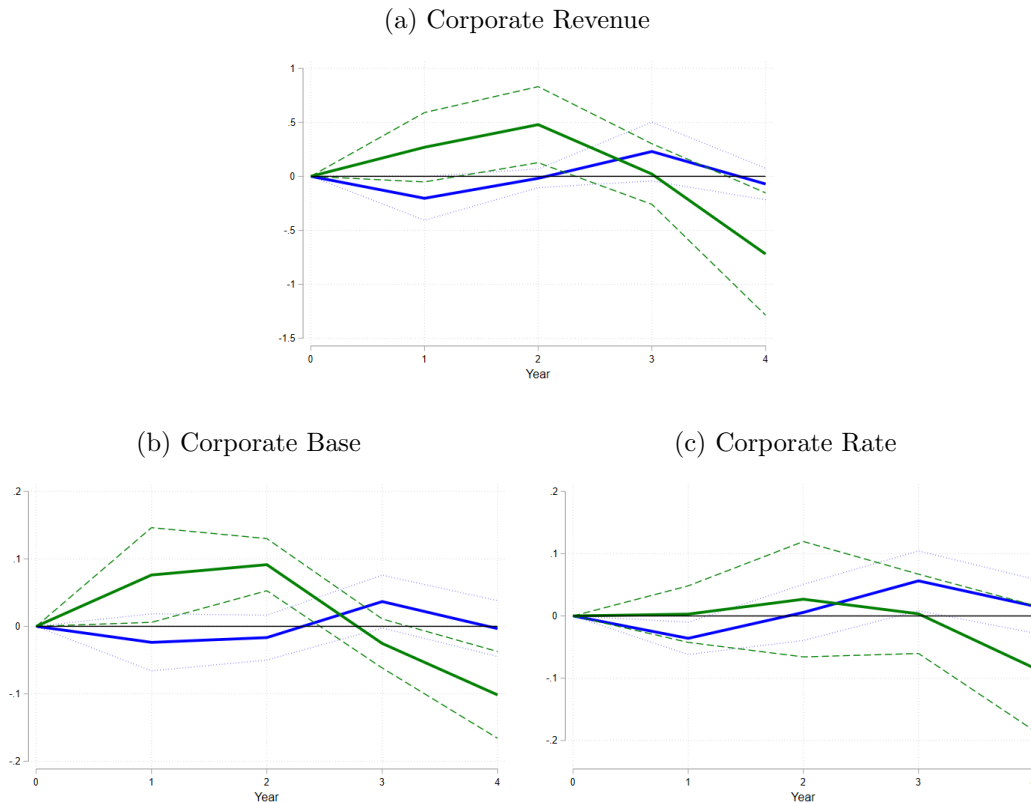 (a) Corporate Revenue
1
.5
0
-.5
-1
-1.5
0 1 2 3 4
Year
(b) Corporate Base
.2
.1
0
-.1
-.2
0 1 2 3 4
Year
(c) Corporate Rate
.2
.1
0
-.1
-.2
0 1 2 3
Year